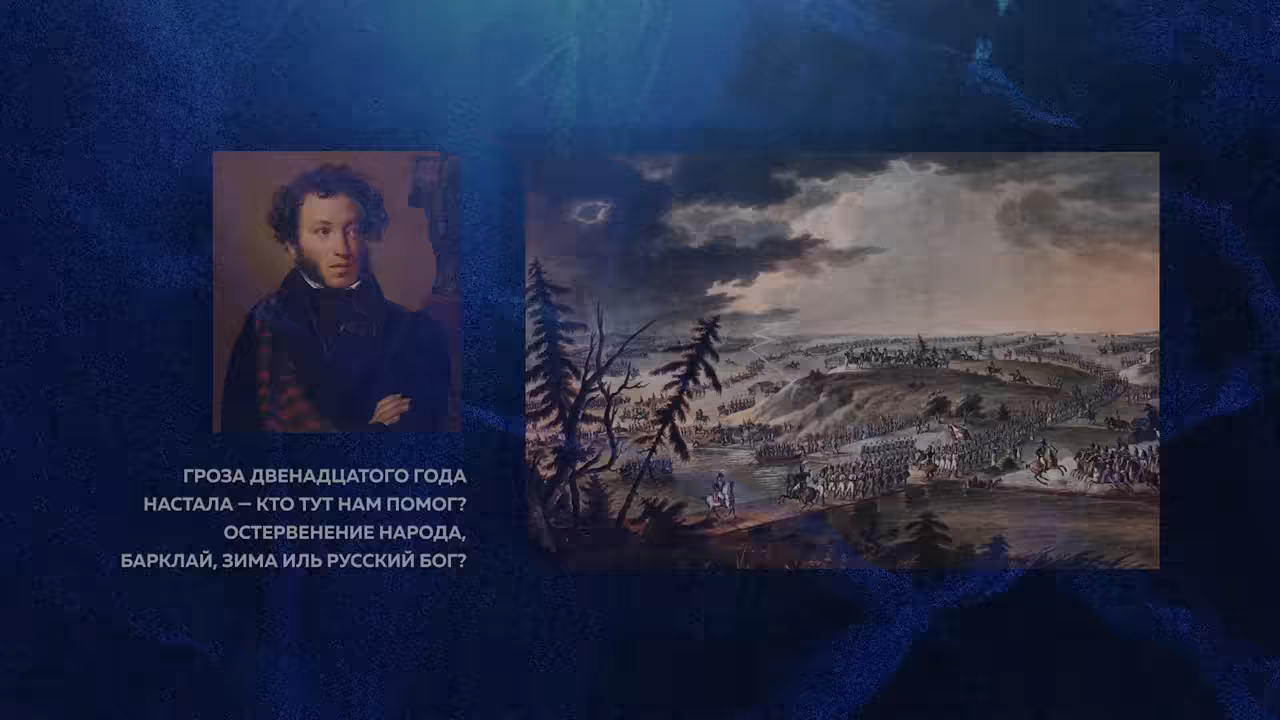 ГРОЗА ДВЕНАДЦАТОГО ГОДА
НАСТАЛА — КТО ТУТ НАМ ПОМОГ?
ОСТЕРВЕНЕНИЕ НАРОДА,
БАРКЛАЙ, ЗИМА ИЛЬ РУССКИЙ БОГ?